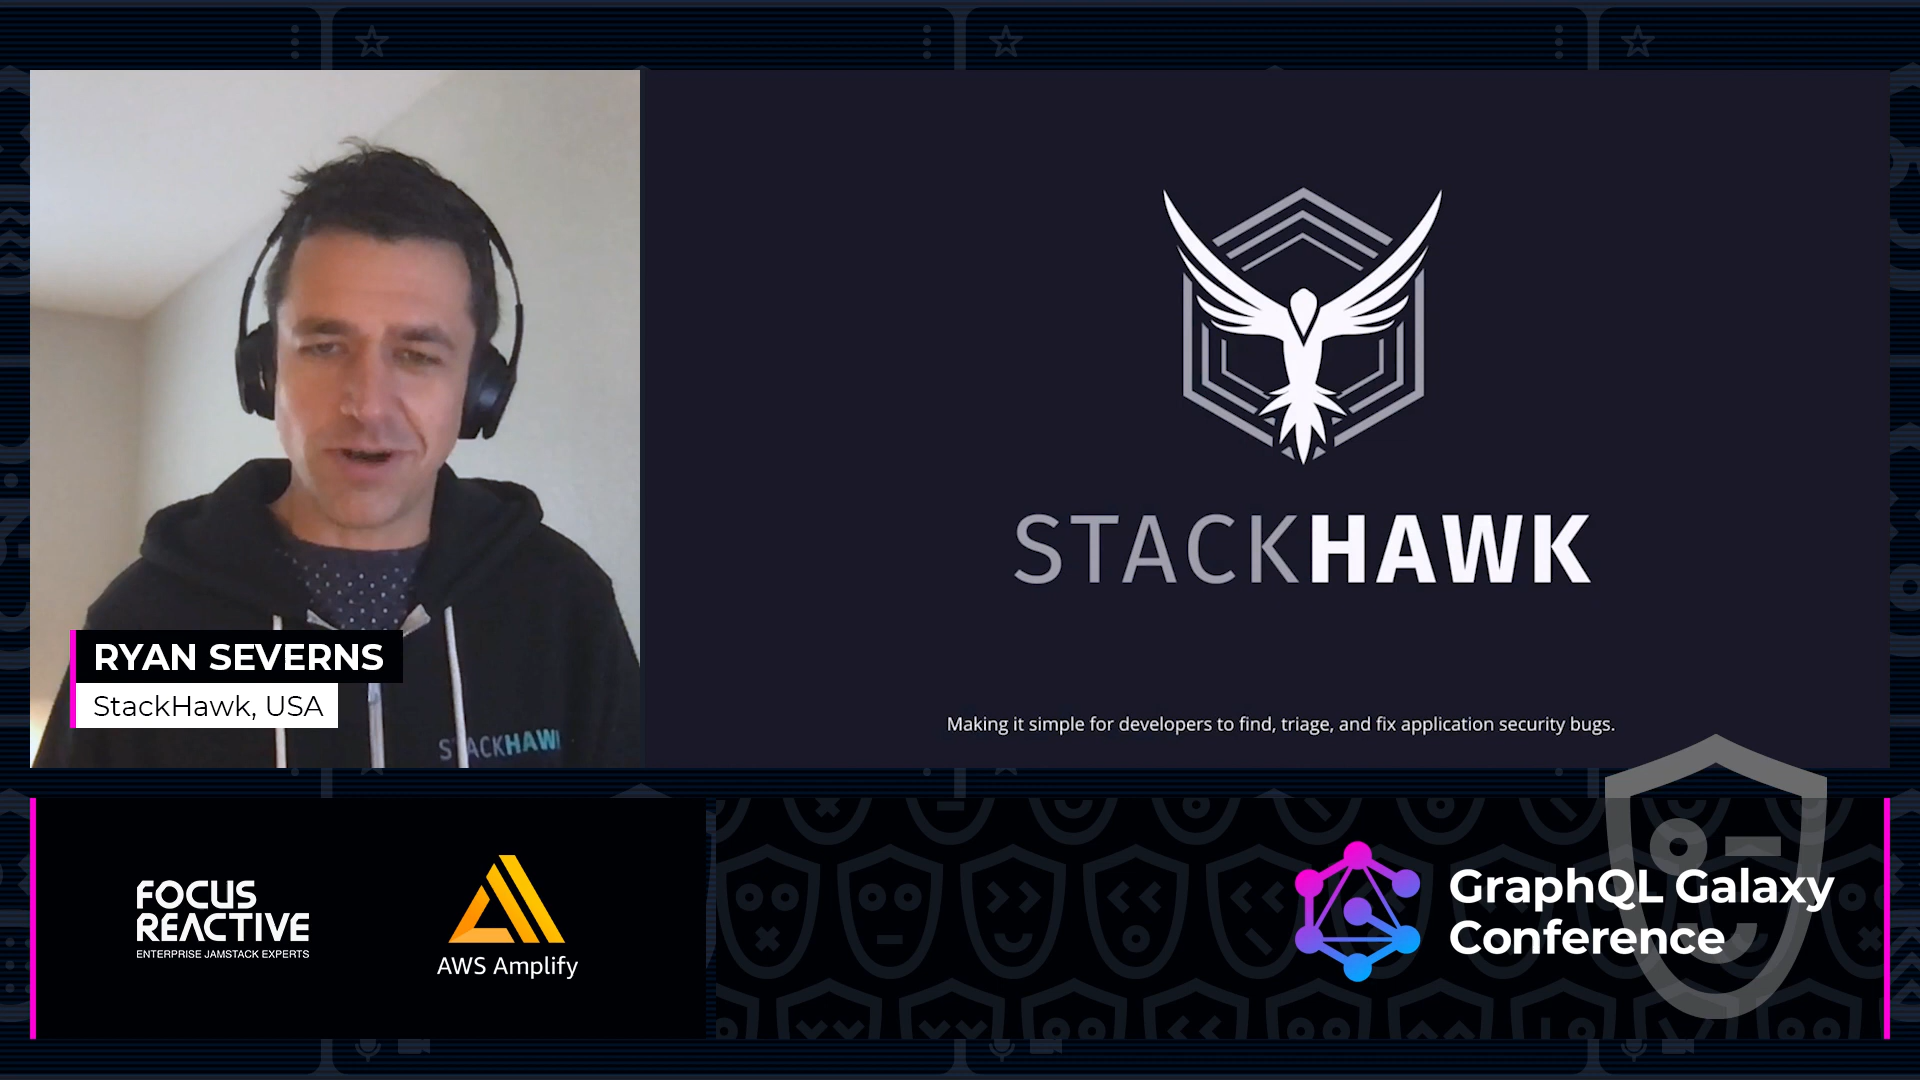 STACKHAWK
Making it simple for developers to find, triage, and fix application security bugs.
RYAN SEVERNS
StackHawk, USA
STACKHAWK
FOCUS
REACTIVE
ENTERPRISE JAMSTACK EXPERTS
AWS Amplify
GraphQL Galaxy
Conference